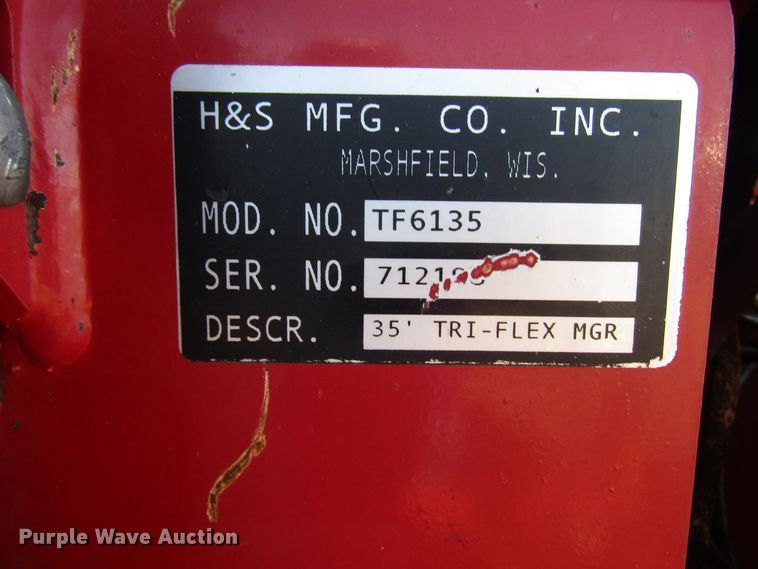 H&S MFG. CO. INC.
MARSHFIELD, WIS.
MOD. NO. TF6135
SER. NO.
DESCR. 35' TRI-FLEX MGR
Purple Wave Auction